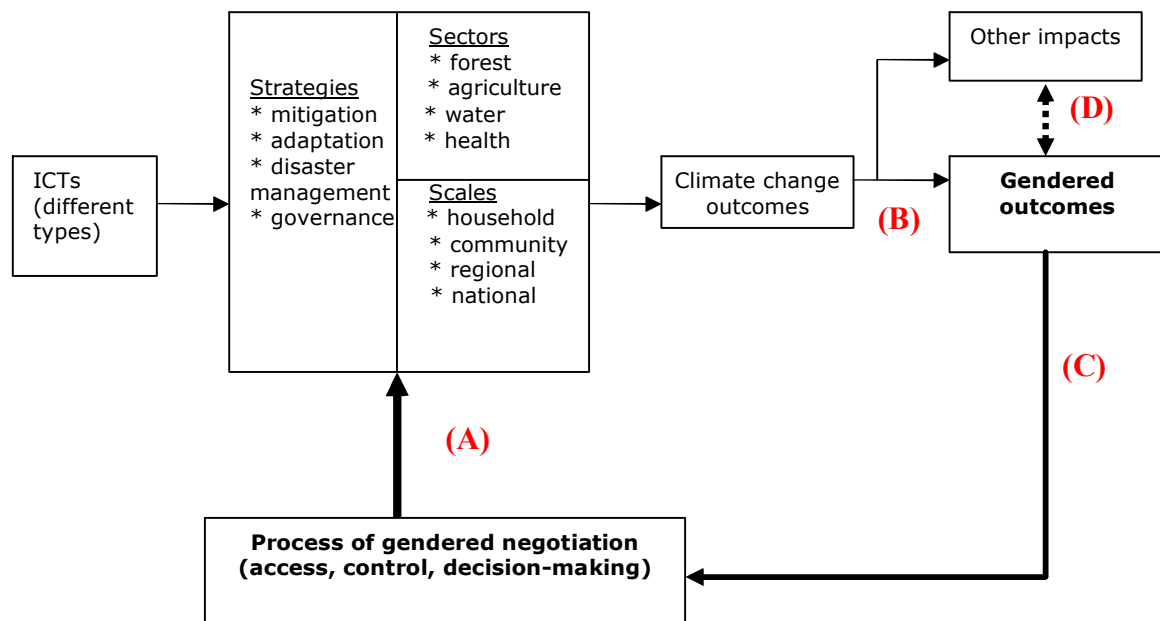 ICTs
(different
types)
Strategies
* mitigation
* adaptation
* disaster
management
* governance
Sectors
* forest
* agriculture
* water
* health
Scales
* household
* community
* regional
* national
Climate change
outcomes
Other impacts
(D)
(B)
Gendered
outcomes
(C)
(A)
Process of gendered negotiation
(access, control, decision-making)